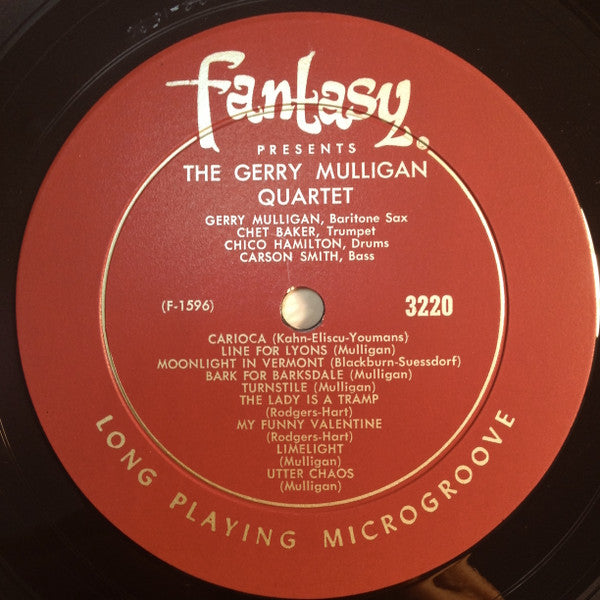 fantasy
PRESENTS
THE GERRY MULLIGAN
QUARTET
GERRY MULLIGAN, Baritone Sax
CHET BAKER, Trumpet
CHICO HAMILTON, Drums
CARSON SMITH, Bass
(F-1596) 3220
CARIOCA (Kahn-Eliscu-Youmans)
LINE FOR LYONS (Mulligan)
MOONLIGHT IN VERMONT (Blackburn-Suessdorf)
BARK FOR BARKSDALE (Mulligan)
TURNSTILE (Mulligan)
THE LADY IS A TRAMP
(Rodgers-Hart)
MY FUNNY VALENTINE
(Rodgers-Hart)
LIMELIGHT
(Mulligan)
UTTER CHAOS
(Mulligan)
LONG PLAYING MICROGROOVE